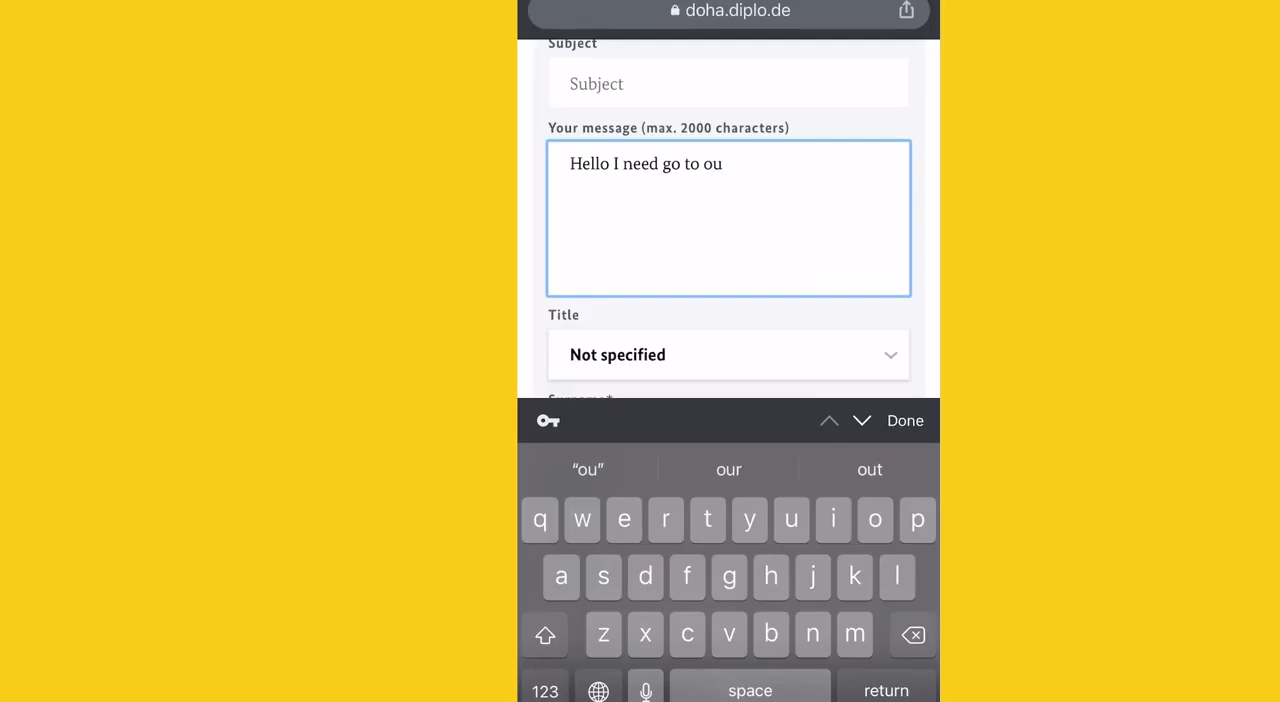 doha.diplo.de
Subject
Subject
Your message (max. 2000 characters)
Hello I need go to ou
Title
Not specified
Surname*
Done
“ou” our out
q w e r t y u i o p
a s d f g h j k l
z x c v b n m
123 space return